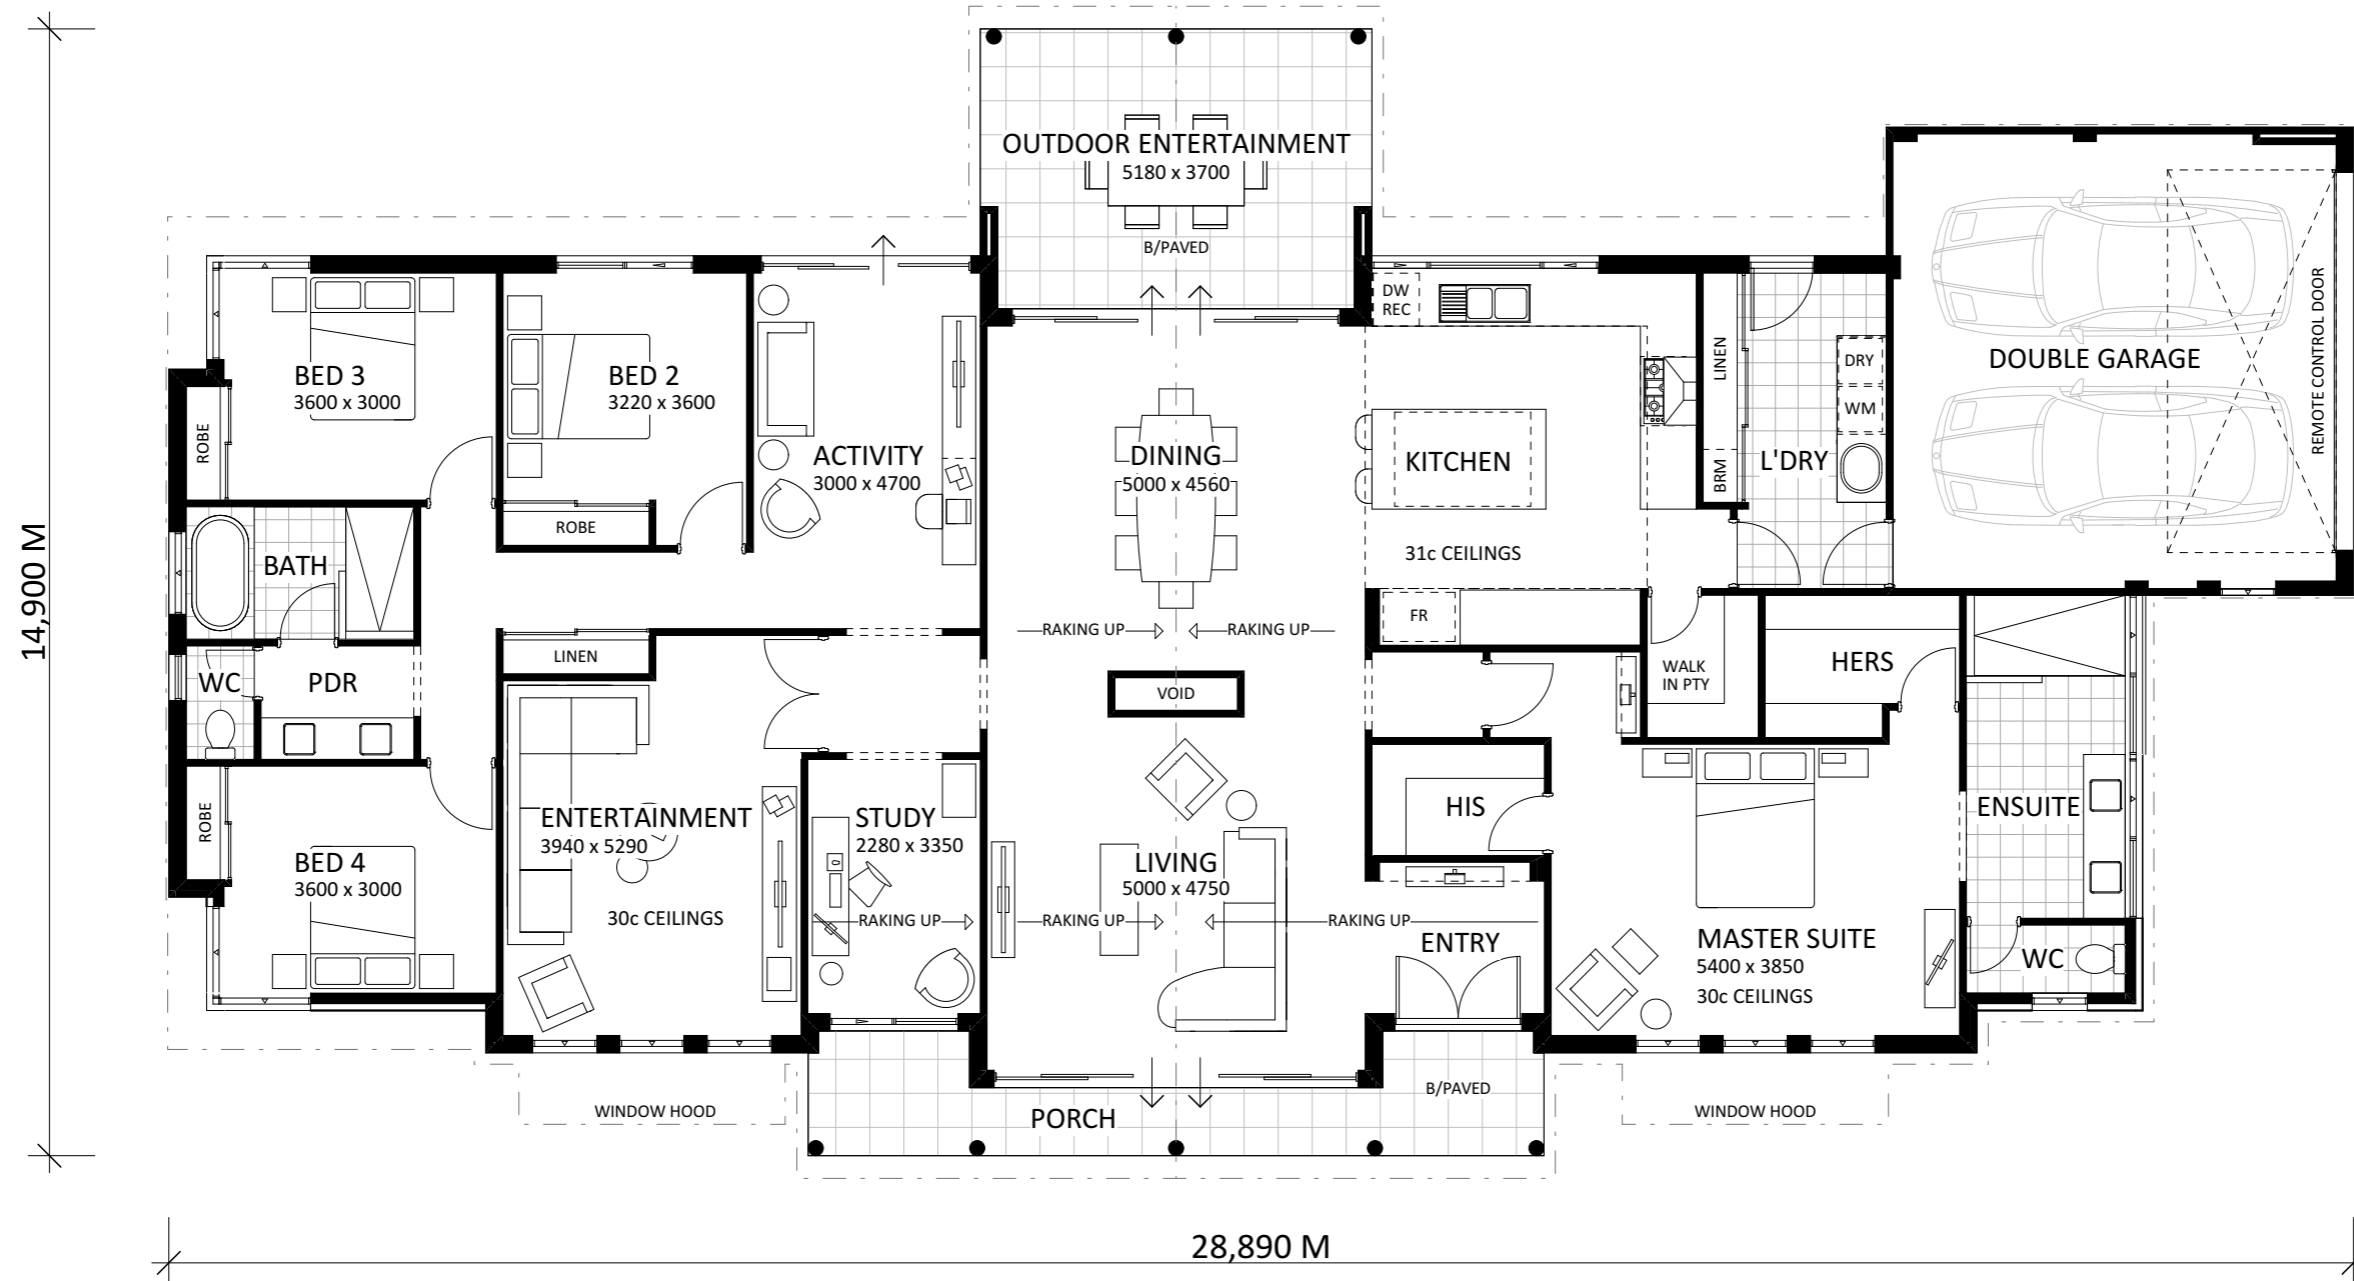 OUTDOOR ENTERTAINMENT
5180 x 3700
B/PAVED
BED 3
3600 x 3000
ROBE
BED 2
3220 x 3600
ROBE
ACTIVITY
3000 x 4700
DINING
5000 x 4560
DW
REC
KITCHEN
31c CEILINGS
FR
LINEN
BRM
L'DRY
DRY
WM
DOUBLE GARAGE
REMOTE CONTROL DOOR
14,900 M
BATH
WC
PDR
LINEN
RAKING UP
RAKING UP
VOID
WALK
IN PTY
HERS
HIS
ENSUITE
ROBE
BED 4
3600 x 3000
ENTERTAINMENT
3940 x 5290
30c CEILINGS
STUDY
2280 x 3350
RAKING UP
LIVING
5000 x 4750
RAKING UP
RAKING UP
ENTRY
MASTER SUITE
5400 x 3850
30c CEILINGS
WC
WINDOW HOOD
PORCH
B/PAVED
WINDOW HOOD
28,890 M